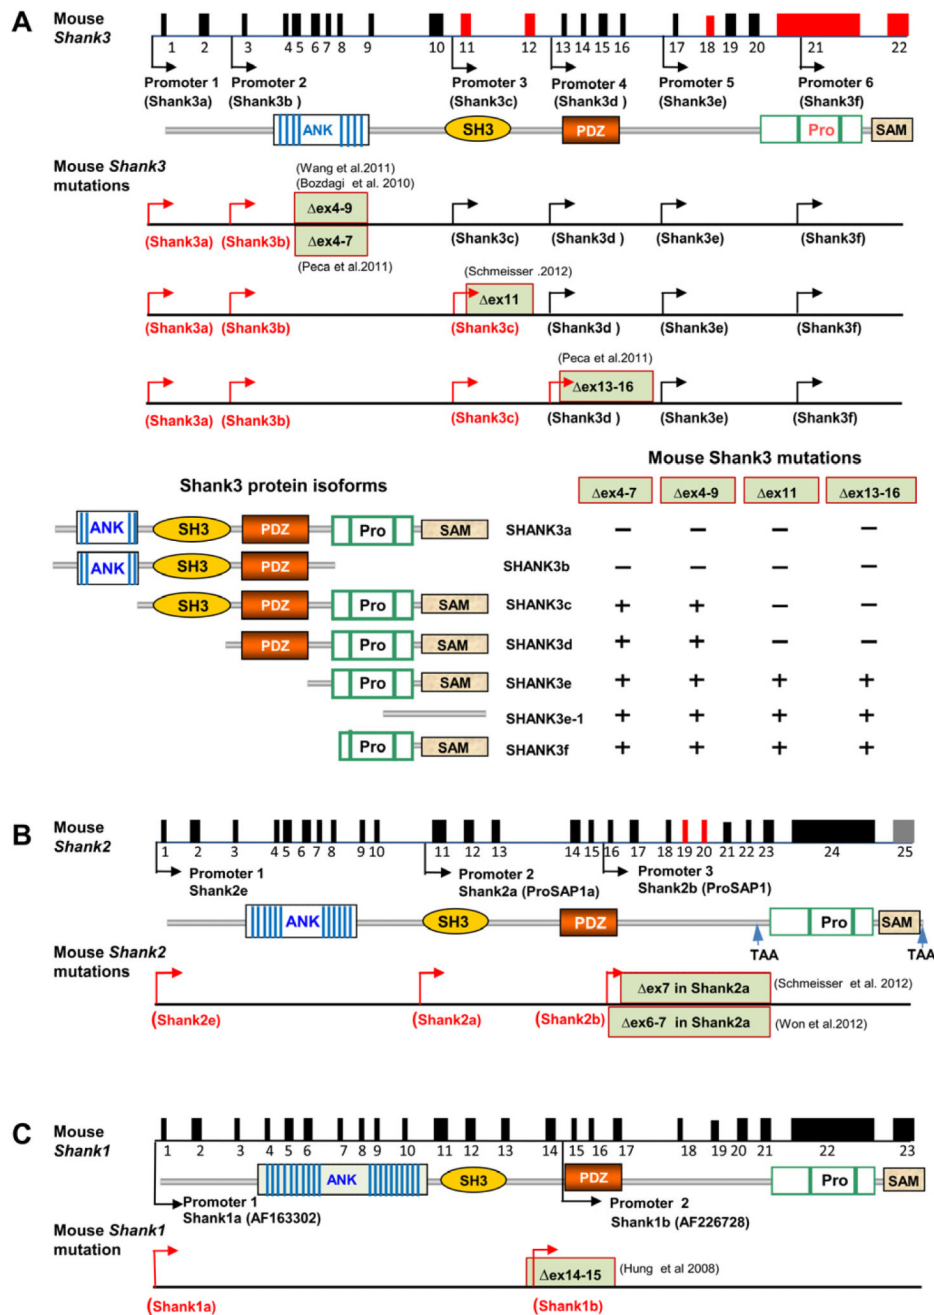 A
Mouse
Shank3
1 2 3 4 5 6 7 8 9 10 11 12 13 14 15 16 17 18 19 20 21 22
Promoter 1 Promoter 2 Promoter 3 Promoter 4 Promoter 5 Promoter 6
(Shank3a) (Shank3b ) (Shank3c) (Shank3d ) (Shank3e) (Shank3f)
ANK SH3 PDZ Pro SAM
Mouse Shank3
mutations
(Wang et al.2011)
(Bozdagi et al. 2010)
Δex4-9
(Shank3a) (Shank3b) Δex4-7 (Shank3c) (Shank3d ) (Shank3e) (Shank3f)
(Peca et al.2011)
(Schmeisser .2012)
Δex11
(Shank3a) (Shank3b) (Shank3c) (Shank3d ) (Shank3e) (Shank3f)
(Peca et al.2011)
Δex13-16
(Shank3a) (Shank3b) (Shank3c) (Shank3d ) (Shank3e) (Shank3f)
Mouse Shank3 mutations
Shank3 protein isoforms
Δex4-7 Δex4-9 Δex11 Δex13-16
ANK SH3 PDZ Pro SAM SHANK3a − − − −
ANK SH3 PDZ SHANK3b − − − −
SH3 PDZ Pro SAM SHANK3c + + − −
PDZ Pro SAM SHANK3d + + − −
Pro SAM SHANK3e + + + +
SHANK3e-1 + + + +
Pro SAM SHANK3f + + + +
B
Mouse
Shank2
1 2 3 4 5 6 7 8 9 10 11 12 13 14 15 16 17 18 19 20 21 22 23 24 25
Promoter 1 Promoter 2 Promoter 3
Shank2e Shank2a (ProSAP1a) Shank2b (ProSAP1)
ANK SH3 PDZ Pro SAM
TAA TAA
Mouse Shank2
mutations
Δex7 in Shank2a (Schmeisser et al. 2012)
(Shank2e) (Shank2a) (Shank2b) Δex6-7 in Shank2a (Won et al.2012)
C
Mouse
Shank1
1 2 3 4 5 6 7 8 9 10 11 12 13 14 15 16 17 18 19 20 21 22 23
ANK SH3 PDZ Pro SAM
Promoter 1 Promoter 2
Shank1a (AF163302) Shank1b (AF226728)
Mouse Shank1
mutation
Δex14-15 (Hung et al 2008)
(Shank1a) (Shank1b)